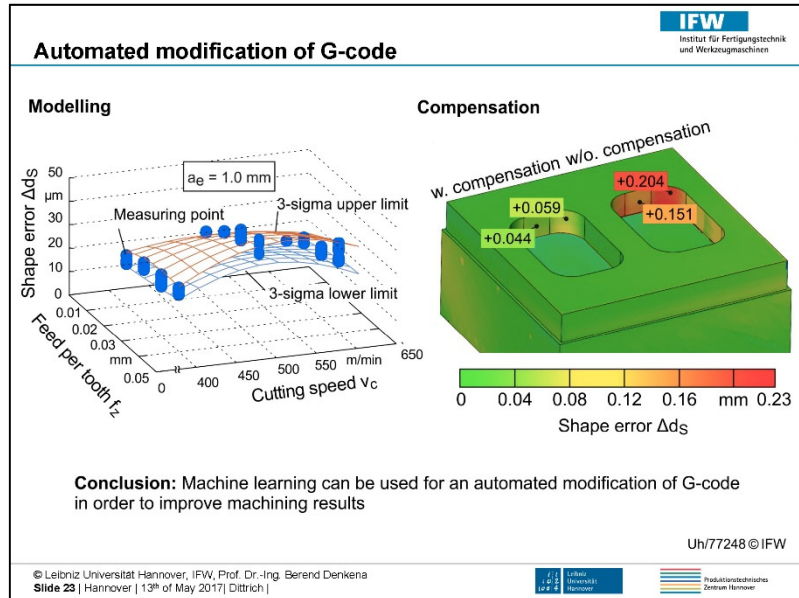 Automated modification of G-code
IFW
Institut für Fertigungstechnik
und Werkzeugmaschinen
Modelling
50
µm
30
20
10
0
Shape error Δds
aₑ = 1.0 mm
Measuring point
3-sigma upper limit
3-sigma lower limit
0.01
0.02
0.03
mm
0.05
Feed per tooth f_z
0
400
450
500
550
m/min
650
Cutting speed v_c
Compensation
w. compensation w/o. compensation
+0.204
+0.059
+0.151
+0.044
0 0.04 0.08 0.12 0.16 mm 0.23
Shape error Δd_S
Conclusion: Machine learning can be used for an automated modification of G-code
in order to improve machining results
Uh/77248 © IFW
© Leibniz Universität Hannover, IFW, Prof. Dr.-Ing. Berend Denkena
Slide 23 | Hannover | 13th of May 2017| Dittrich |
Leibniz
Universität
Hannover
Produktionstechnisches
Zentrum Hannover